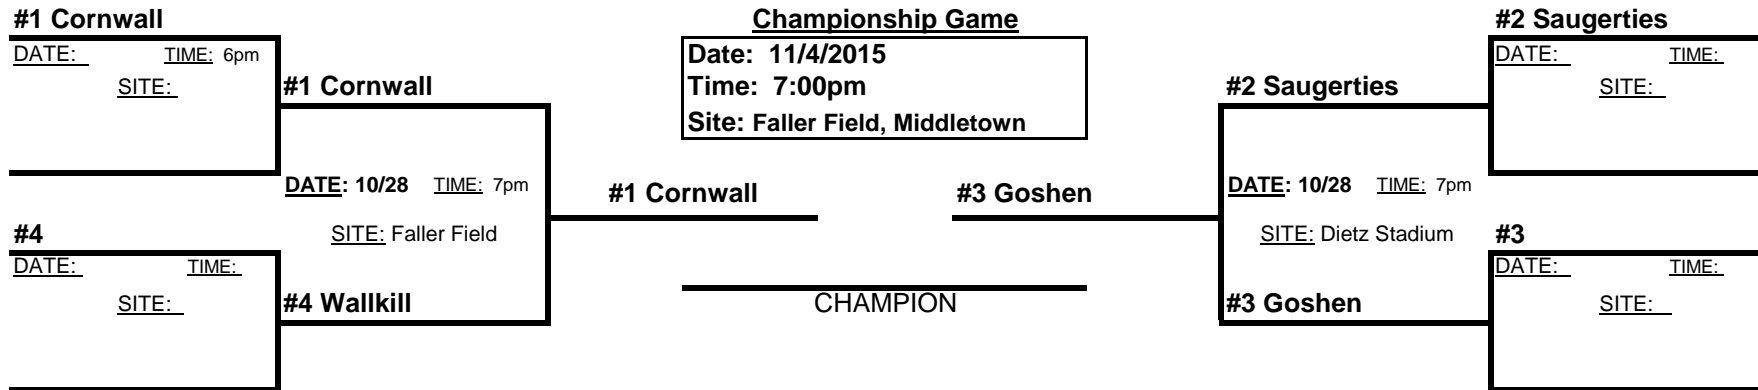 #1 Cornwall
DATE: TIME: 6pm
SITE:
#1 Cornwall
DATE: 10/28 TIME: 7pm
SITE: Faller Field
#4
DATE: TIME:
SITE:
#4 Wallkill
#1 Cornwall
Championship Game
Date: 11/4/2015
Time: 7:00pm
Site: Faller Field, Middletown
#3 Goshen
CHAMPION
#2 Saugerties
DATE: TIME:
SITE:
#2 Saugerties
DATE: 10/28 TIME: 7pm
SITE: Dietz Stadium
#3
DATE: TIME:
SITE:
#3 Goshen